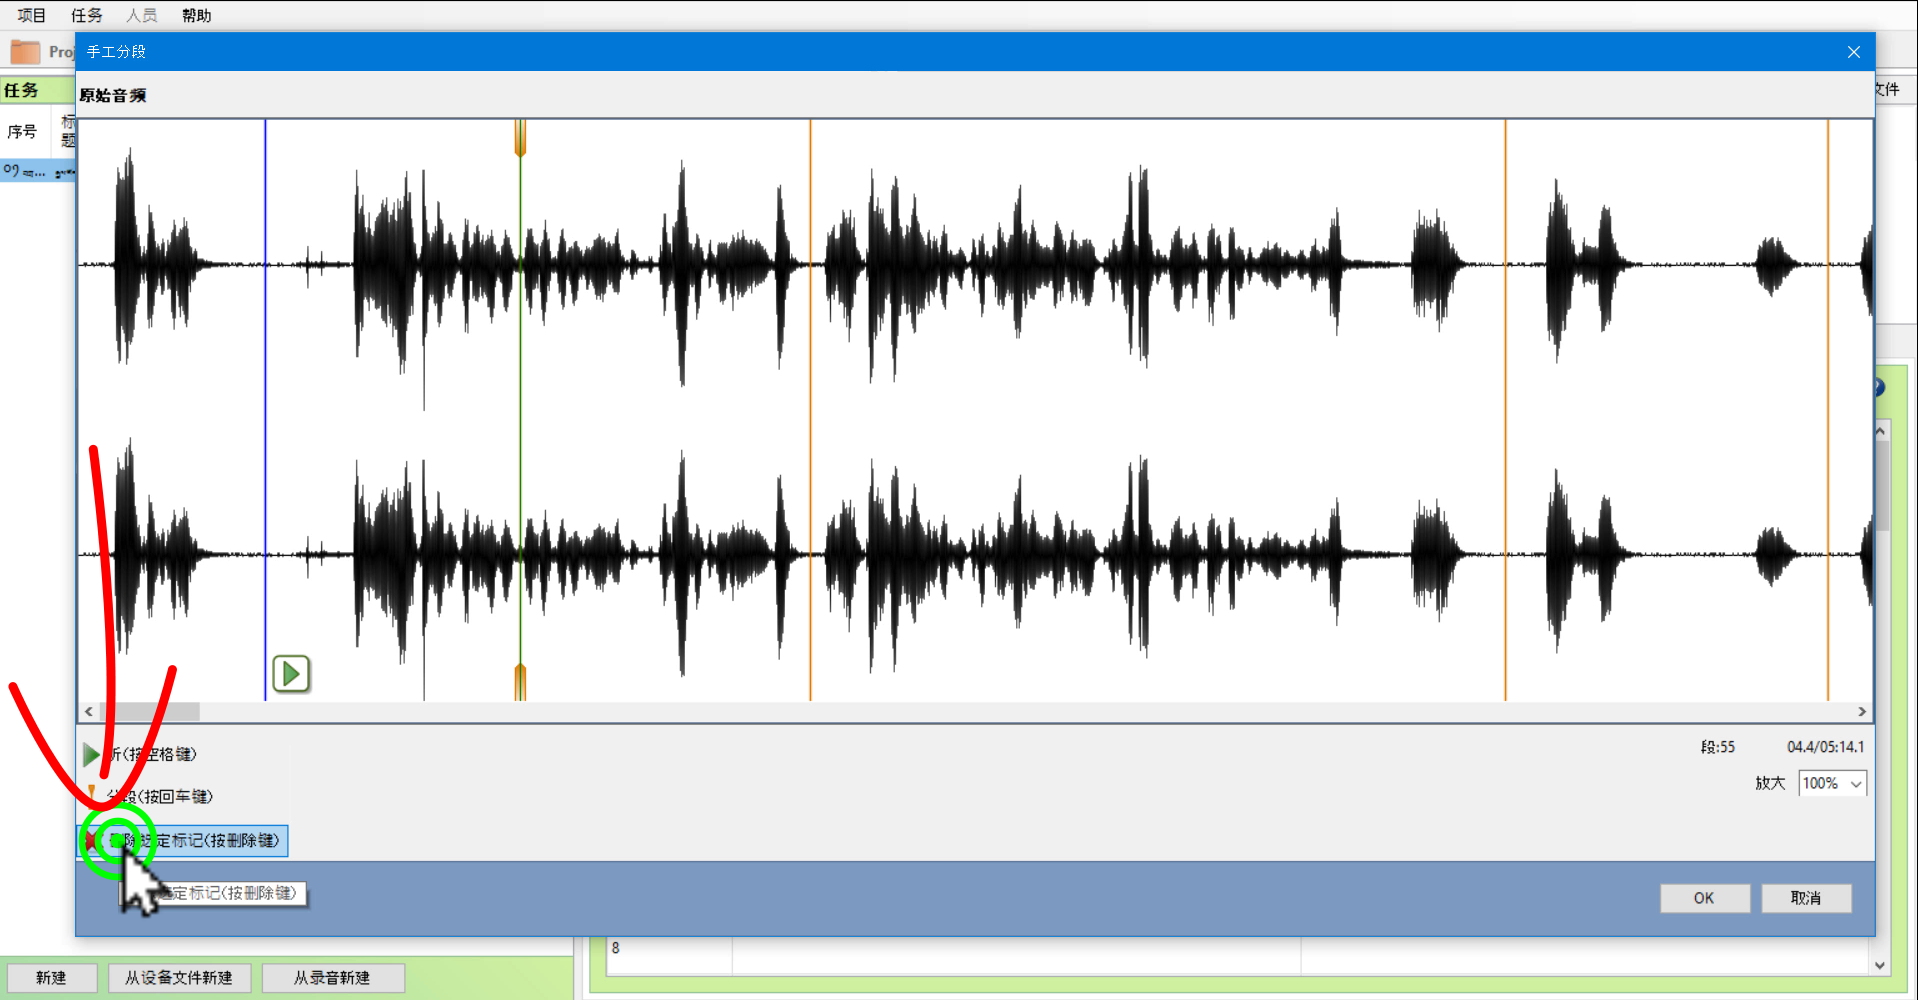 项目 任务 人员 帮助
手工分段
任务
原始音频
文件
序号
标题
段:55 04.4/05:14.1
听(按空格键)
放大 100%
分段(按回车键)
删除选定标记(按删除键)
选定标记(按删除键)
OK 取消
8
新建 从设备文件新建 从录音新建